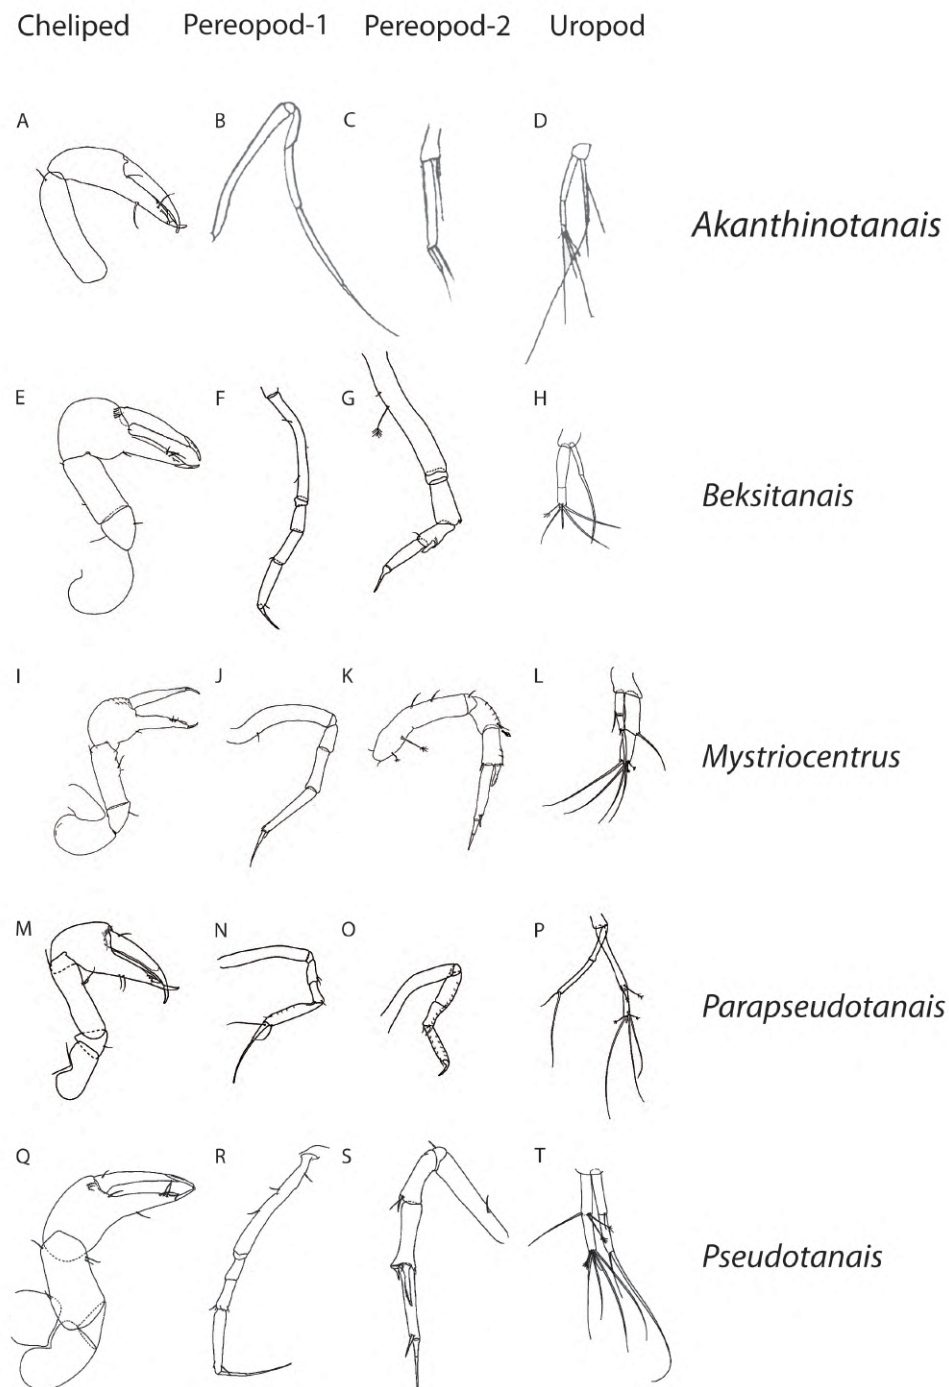 Cheliped Pereopod-1 Pereopod-2 Uropod
A B C D
Akanthinotanais
E F G H
Beksitanais
I J K L
Mystriocentrus
M N O P
Parapseudotanais
Q R S T
Pseudotanais